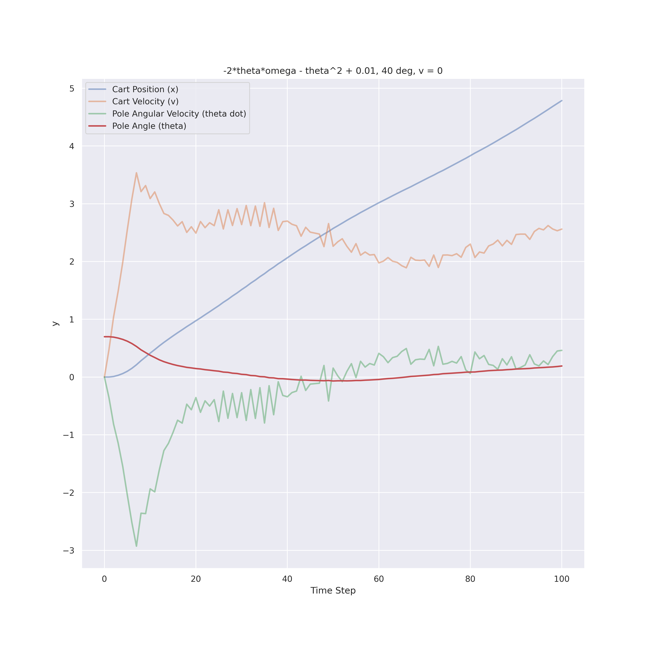 -2*theta*omega - theta^2 + 0.01, 40 deg, v = 0
Cart Position (x)
Cart Velocity (v)
Pole Angular Velocity (theta dot)
Pole Angle (theta)
5
4
3
2
1
0
−1
−2
−3
y
0 20 40 60 80 100
Time Step